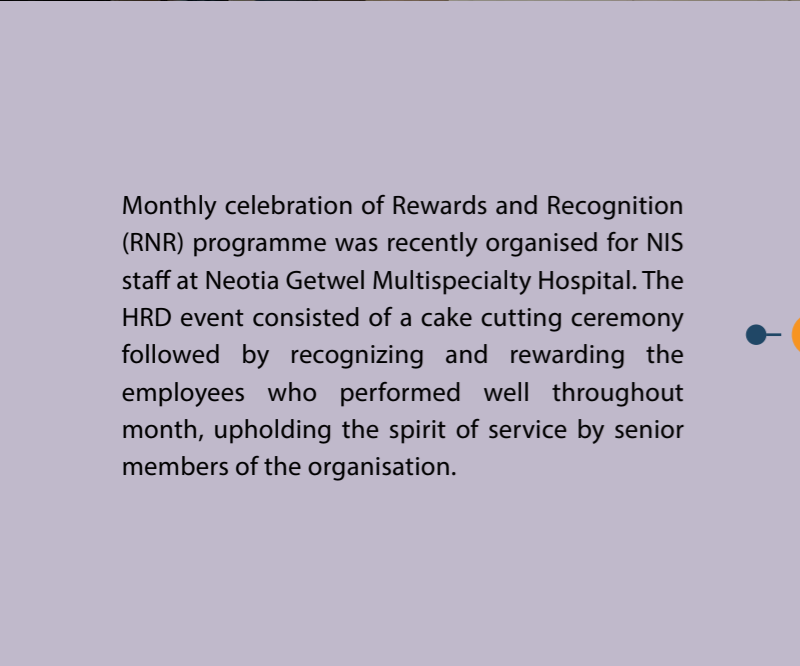 Monthly celebration of Rewards and Recognition
(RNR) programme was recently organised for NIS
staff at Neotia Getwel Multispecialty Hospital. The
HRD event consisted of a cake cutting ceremony
followed by recognizing and rewarding the
employees who performed well throughout
month, upholding the spirit of service by senior
members of the organisation.